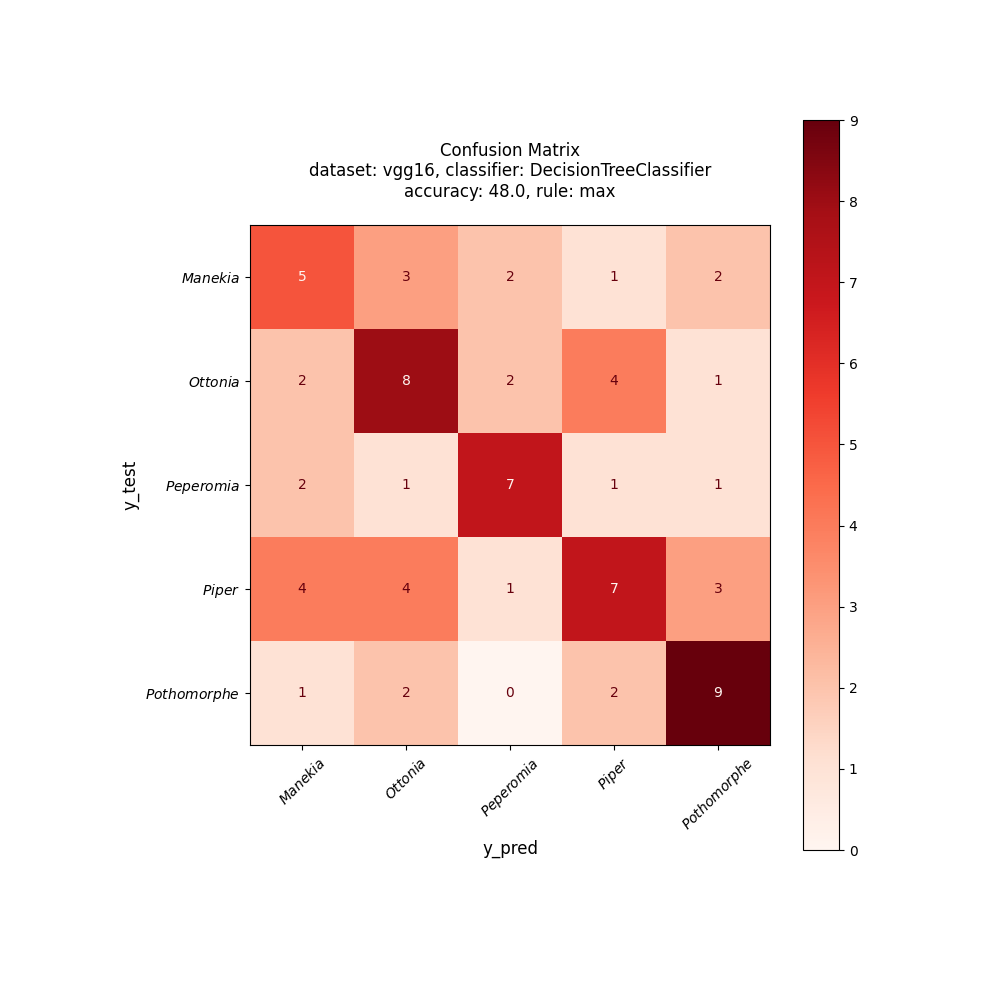 Confusion Matrix
dataset: vgg16, classifier: DecisionTreeClassifier
accuracy: 48.0, rule: max
9
8
7
6
5
4
3
2
1
0
Manekia 5 3 2 1 2
Ottonia 2 8 2 4 1
Peperomia 2 1 7 1 1
Piper 4 4 1 7 3
Pothomorphe 1 2 0 2 9
y_test
Manekia Ottonia Peperomia Piper Pothomorphe
y_pred